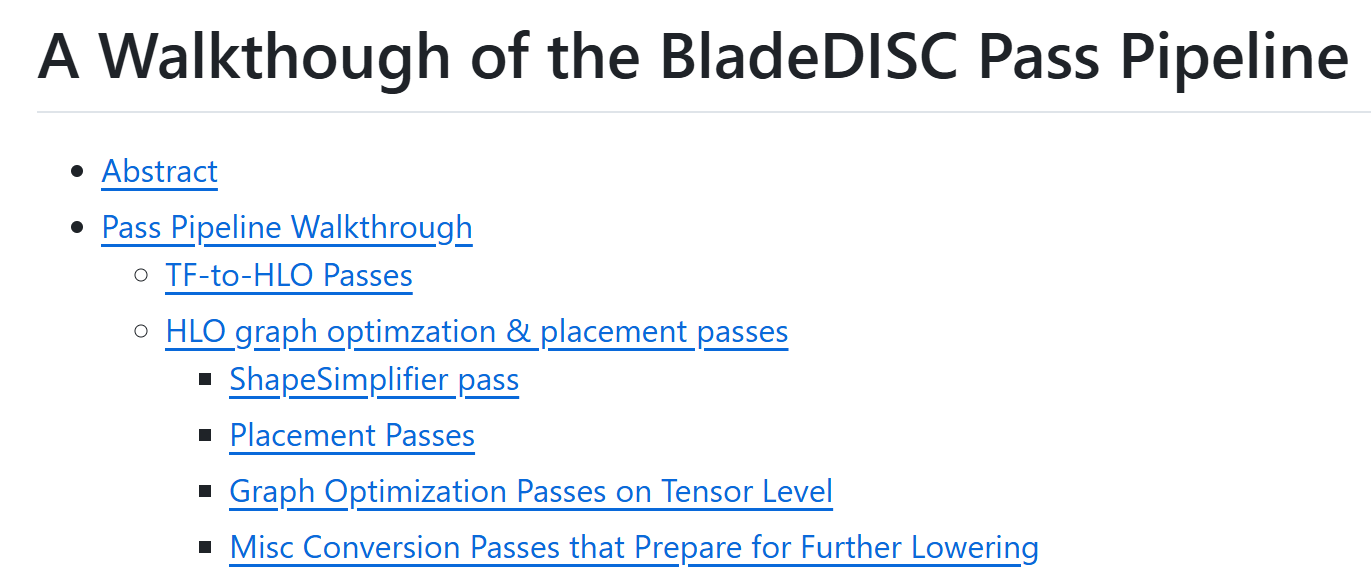 A Walkthough of the BladeDISC Pass Pipeline
Abstract
Pass Pipeline Walkthrough
TF-to-HLO Passes
HLO graph optimzation & placement passes
ShapeSimplifier pass
Placement Passes
Graph Optimization Passes on Tensor Level
Misc Conversion Passes that Prepare for Further Lowering